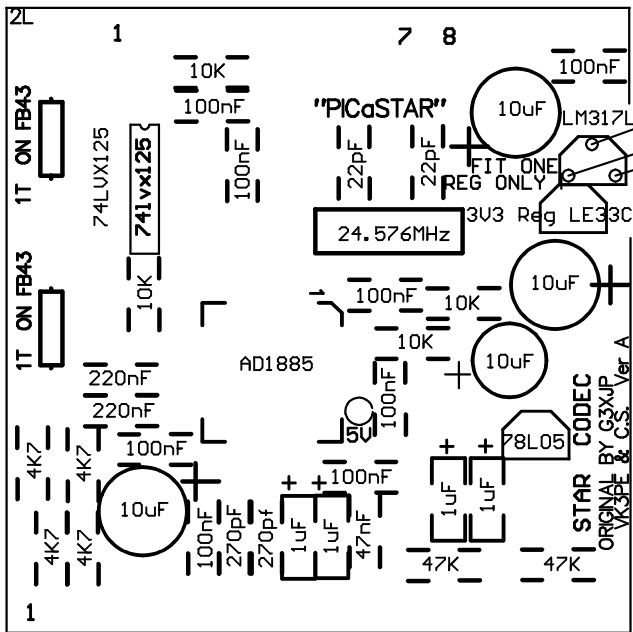 2L
1
7 8
10K
100nF
100nF
"PICaSTAR"
10uF
LM317L
1T ON FB43
74LVX125
74lvx125
100nF
22pF
22pF
FIT ONE
REG ONLY
3V3 Reg LE33C
24.576MHz
1T ON FB43
10K
100nF
10K
10uF
1
10K
AD1885
10uF
220nF
220nF
100nF
5V
78L05
STAR CODEC
ORIGINAL BY G3XJP
VK3PE & C.S. Ver A
4K7
4K7
100nF
100nF
10uF
1uF
1uF
4K7
4K7
100nF
270pF
270pf
1uF
1uF
47nF
47K
47K
1